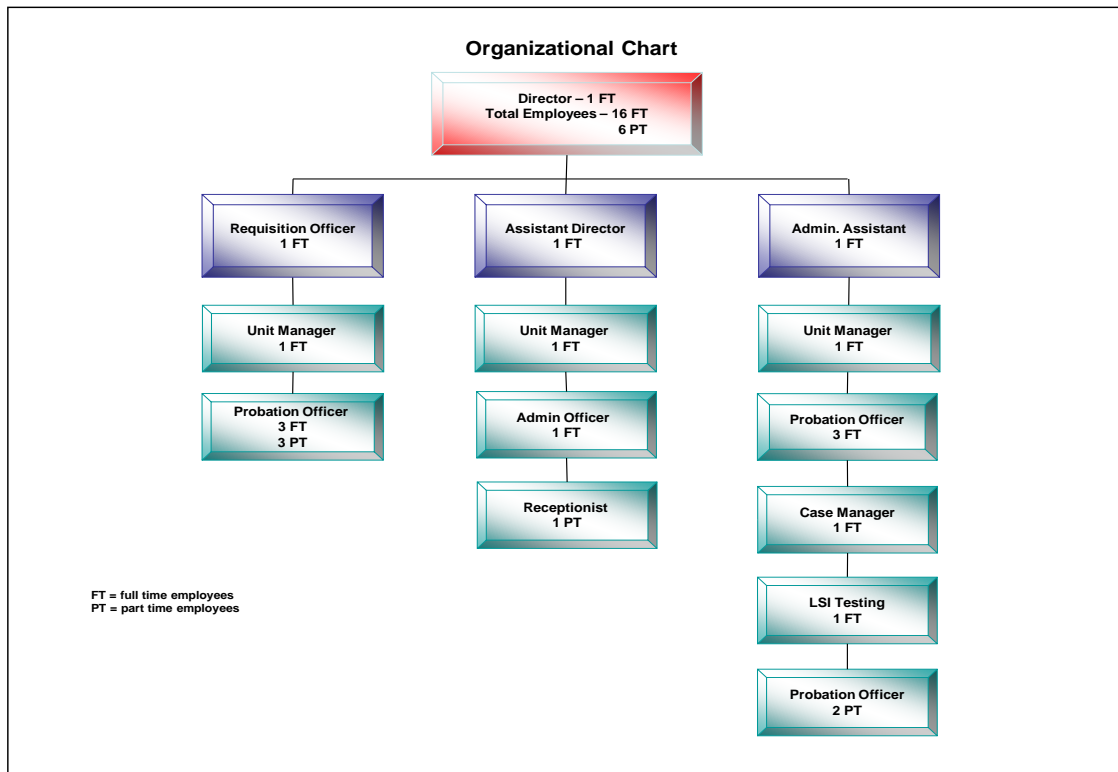 Organizational Chart
Director – 1 FT
Total Employees – 16 FT
6 PT
Requisition Officer
1 FT
Assistant Director
1 FT
Admin. Assistant
1 FT
Unit Manager
1 FT
Unit Manager
1 FT
Unit Manager
1 FT
Probation Officer
3 FT
3 PT
Admin Officer
1 FT
Probation Officer
3 FT
Receptionist
1 PT
Case Manager
1 FT
FT = full time employees
PT = part time employees
LSI Testing
1 FT
Probation Officer
2 PT